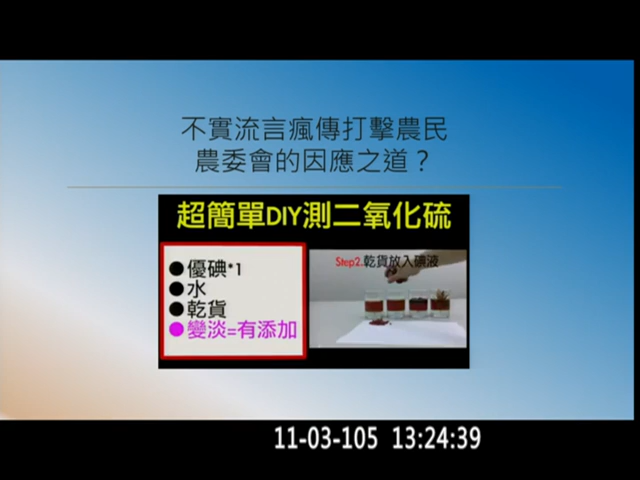 不實流言瘋傳打擊農民
農委會的因應之道？
超簡單DIY測二氧化硫
●優碘*1
●水
●乾貨
●變淡=有添加
Step2.乾貨放入碘液
11-03-105 13:24:39